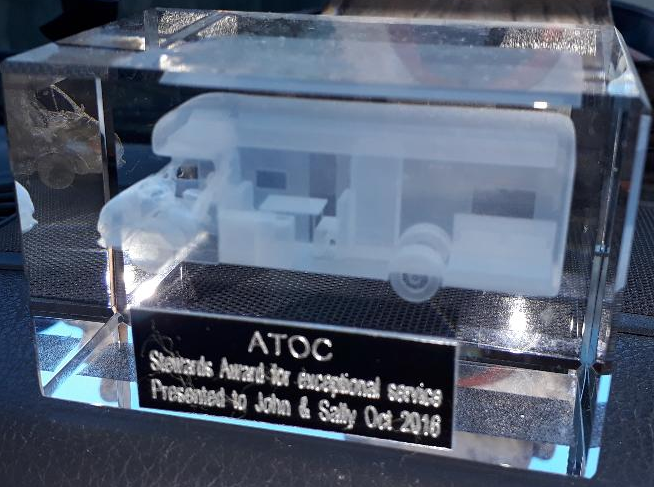 ATOC
Stewards Award for exceptional service
Presented to John & Sally Oct 2016